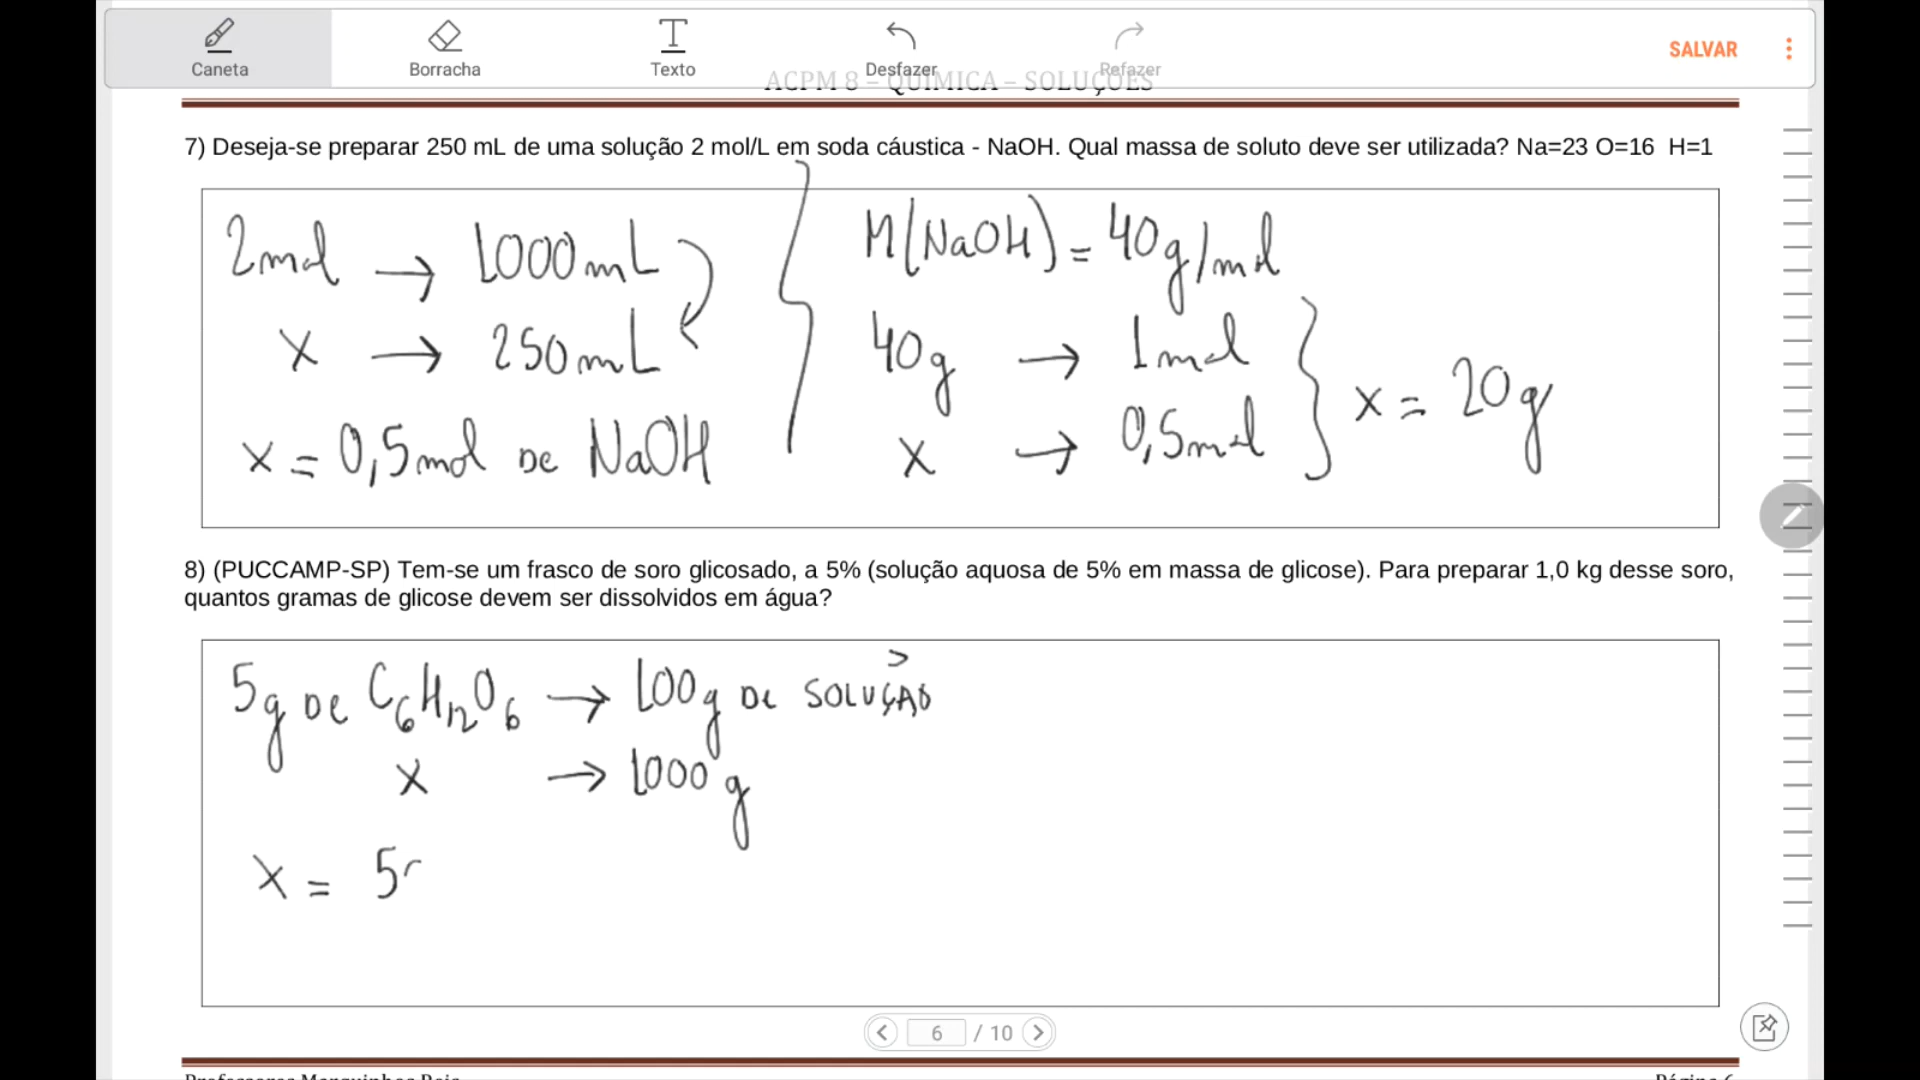 Caneta Borracha Texto Desfazer Refazer SALVAR
ACPM 8 – QUÍMICA – SOLUÇÕES
7) Deseja-se preparar 250 mL de uma solução 2 mol/L em soda cáustica - NaOH. Qual massa de soluto deve ser utilizada? Na=23 O=16 H=1
2mol → 1000mL
x → 250mL
x = 0,5mol DE NaOH
M(NaOH) = 40g/mol
40g → 1mol
x → 0,5mol
x = 20g
8) (PUCCAMP-SP) Tem-se um frasco de soro glicosado, a 5% (solução aquosa de 5% em massa de glicose). Para preparar 1,0 kg desse soro,
quantos gramas de glicose devem ser dissolvidos em água?
5g DE C6H12O6 → 100g DE SOLUÇÃO
x → 1000g
x = 5
6 / 10
Página 6